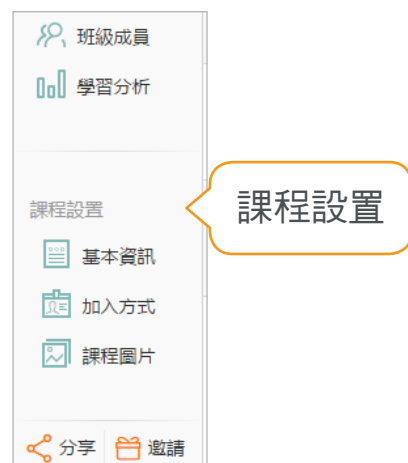 班級成員
學習分析
課程設置
課程設置
基本資訊
加入方式
課程圖片
分享 邀請